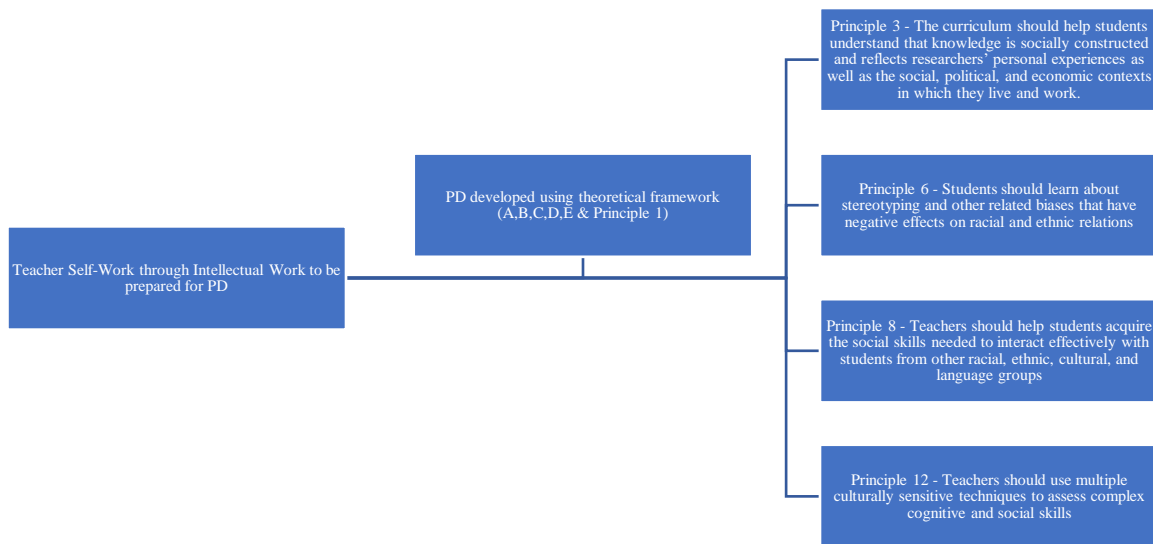 Teacher Self-Work through Intellectual Work to be
prepared for PD
PD developed using theoretical framework
(A,B,C,D,E & Principle 1)
Principle 3 - The curriculum should help students
understand that knowledge is socially constructed
and reflects researchers’ personal experiences as
well as the social, political, and economic contexts
in which they live and work.
Principle 6 - Students should learn about
stereotyping and other related biases that have
negative effects on racial and ethnic relations
Principle 8 - Teachers should help students acquire
the social skills needed to interact effectively with
students from other racial, ethnic, cultural, and
language groups
Principle 12 - Teachers should use multiple
culturally sensitive techniques to assess complex
cognitive and social skills